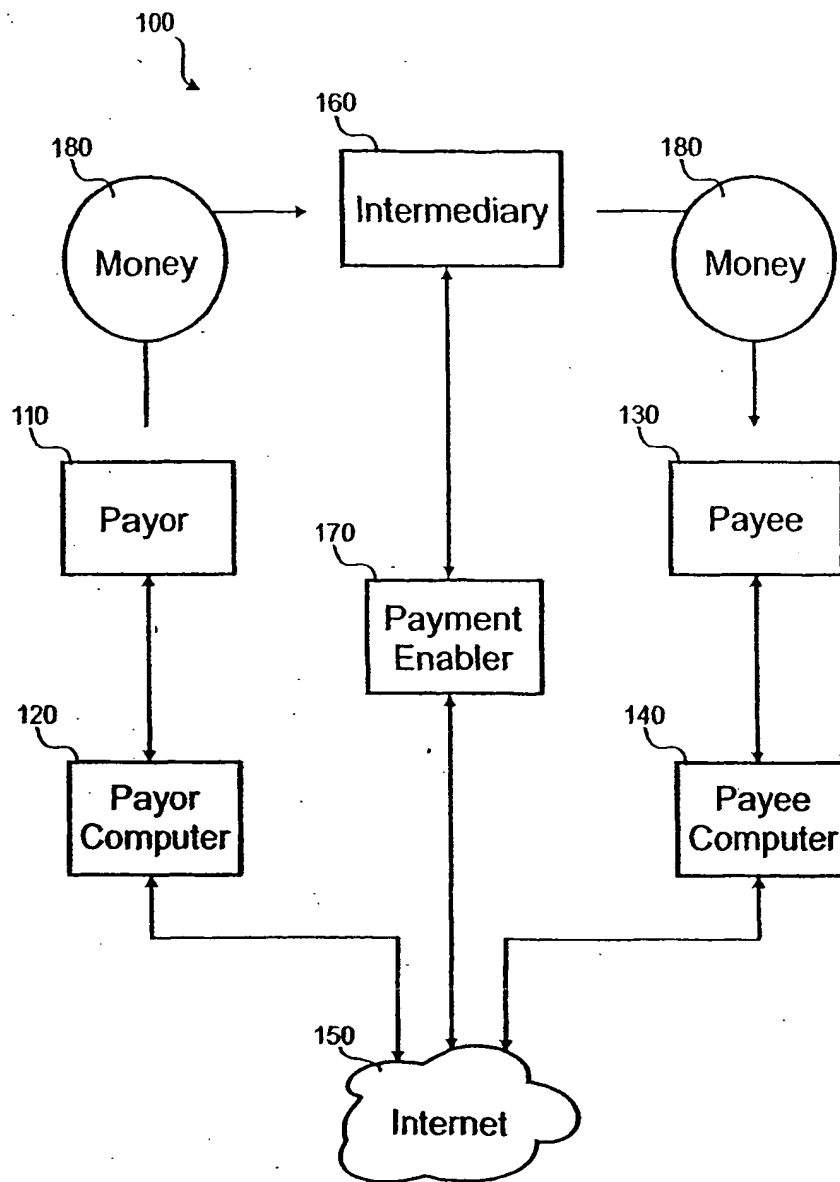 100
160
180
180
Intermediary
Money
Money
110
130
Payor
170
Payee
Payment
Enabler
120
140
Payor
Computer
Payee
Computer
150
Internet